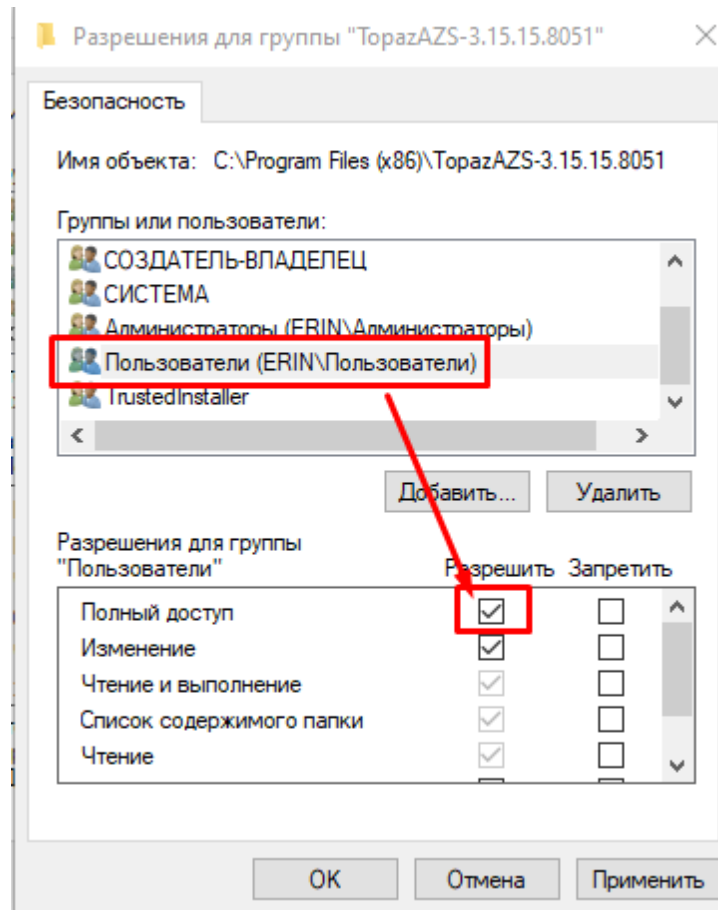 Разрешения для группы "TopazAZS-3.15.15.8051"
Безопасность
Имя объекта: C:\Program Files (x86)\TopazAZS-3.15.15.8051
Группы или пользователи:
СОЗДАТЕЛЬ-ВЛАДЕЛЕЦ
СИСТЕМА
Администраторы (ERIN\Администраторы)
Пользователи (ERIN\Пользователи)
TrustedInstaller
Добавить... Удалить
Разрешения для группы
"Пользователи" Разрешить Запретить
Полный доступ
Изменение
Чтение и выполнение
Список содержимого папки
Чтение
ОК Отмена Применить